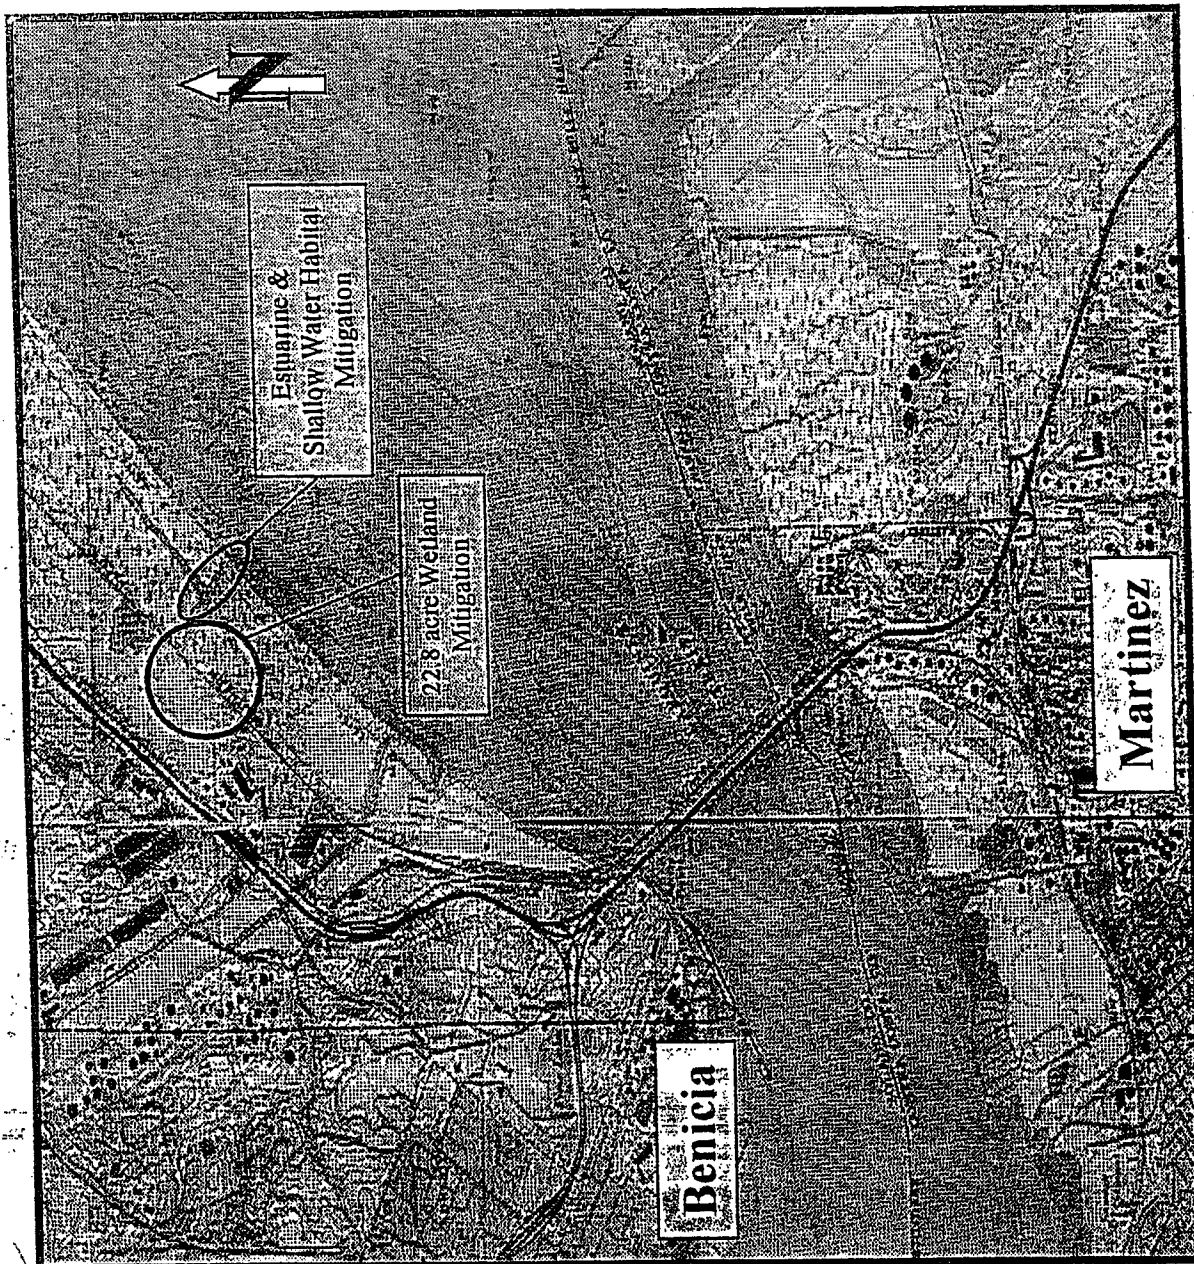 N
Estuarine &
Shallow Water Habitat
Mitigation
22.8 acre Wetland
Mitigation
Benicia
Martinez